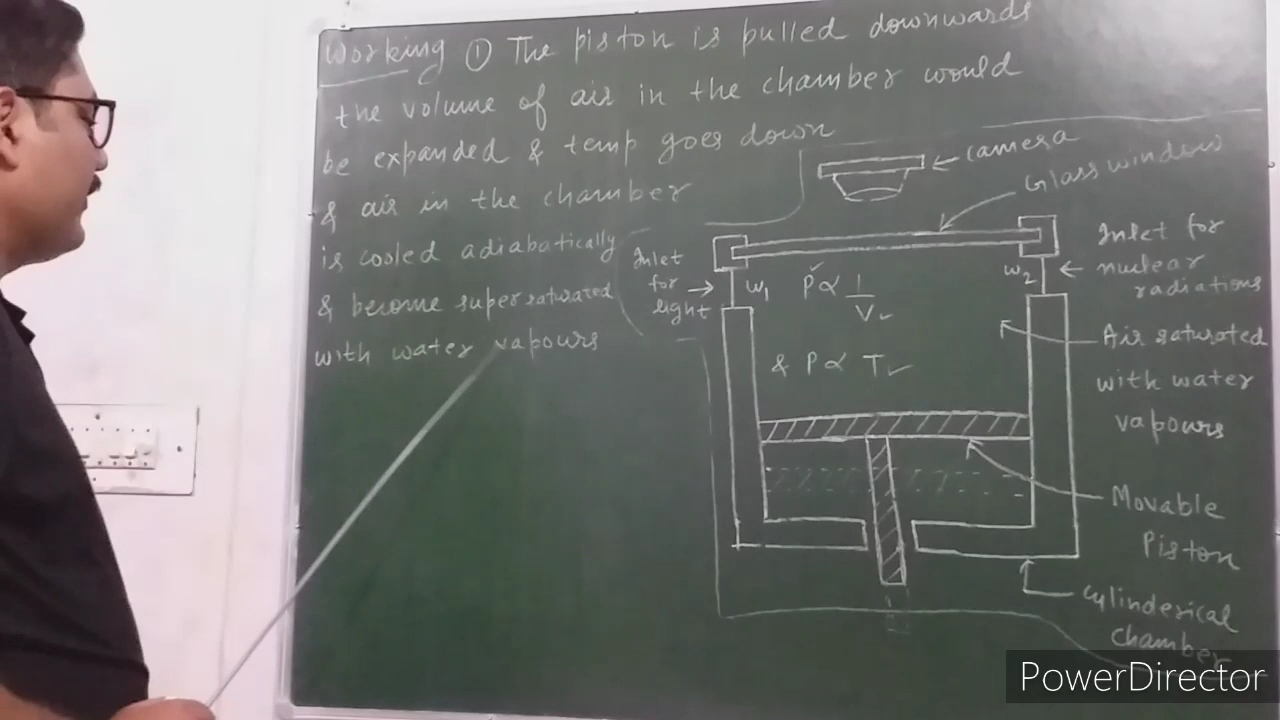 Working ① The piston is pulled downwards
the volume of air in the chamber would
be expanded & temp goes down
& air in the chamber
is cooled adiabatically
& become supersaturated
with water vapours
camera
Glass window
Inlet
for
light
W1
W2
Inlet for
nuclear
radiations
P ∝ 1/V
& P ∝ T
Air saturated
with water
vapours
Movable
Piston
cylinderical
chamber
PowerDirector